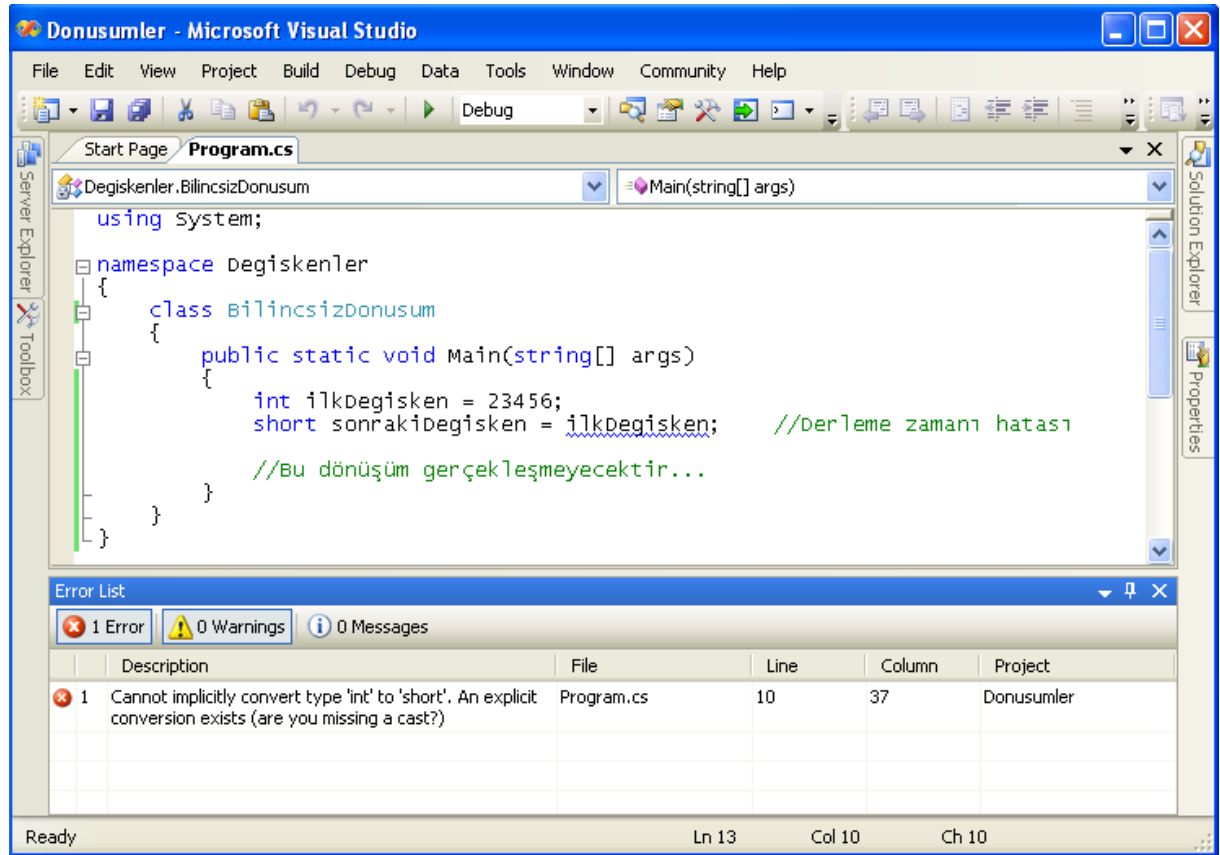 Donusumler - Microsoft Visual Studio
File Edit View Project Build Debug Data Tools Window Community Help
Debug
Start Page Program.cs
Degiskenler.BilincsizDonusum Main(string[] args)
Server Explorer
Toolbox
using System;
namespace Degiskenler
{
class BilincsizDonusum
{
public static void Main(string[] args)
{
int ilkDegisken = 23456;
short sonrakiDegisken = ilkDegisken; //Derleme zamanı hatası
//Bu dönüşüm gerçekleşmeyecektir...
}
}
}
Solution Explorer
Properties
Error List
1 Error 0 Warnings 0 Messages
Description File Line Column Project
1 Cannot implicitly convert type 'int' to 'short'. An explicit Program.cs 10 37 Donusumler
conversion exists (are you missing a cast?)
Ready Ln 13 Col 10 Ch 10